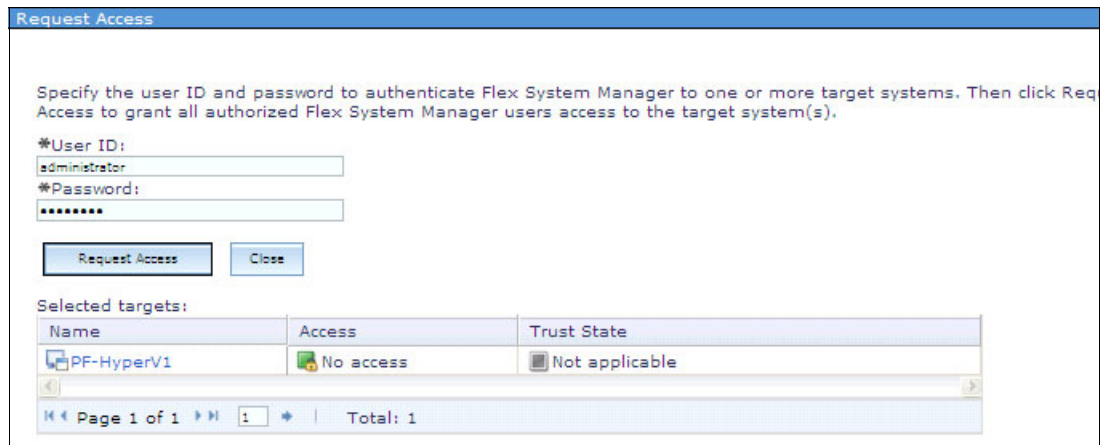 Request Access
Specify the user ID and password to authenticate Flex System Manager to one or more target systems. Then click Requ
Access to grant all authorized Flex System Manager users access to the target system(s).
*User ID:
administrator
*Password:
••••••••
Request Access Close
Selected targets:
Name Access Trust State
PF-HyperV1 No access Not applicable
Page 1 of 1 1 Total: 1